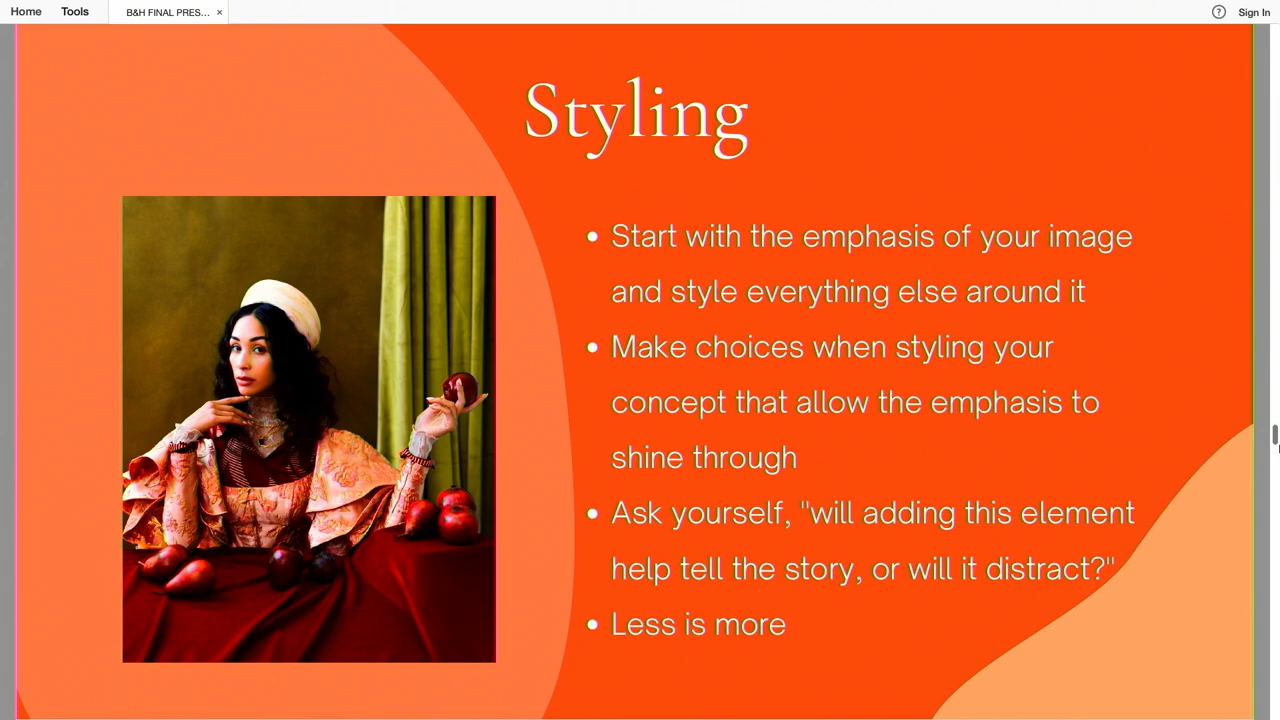 Home
Tools
B&H FINAL PRES...
×
?
Sign In
Styling
• Start with the emphasis of your image
and style everything else around it
• Make choices when styling your
concept that allow the emphasis to
shine through
• Ask yourself, "will adding this element
help tell the story, or will it distract?"
• Less is more